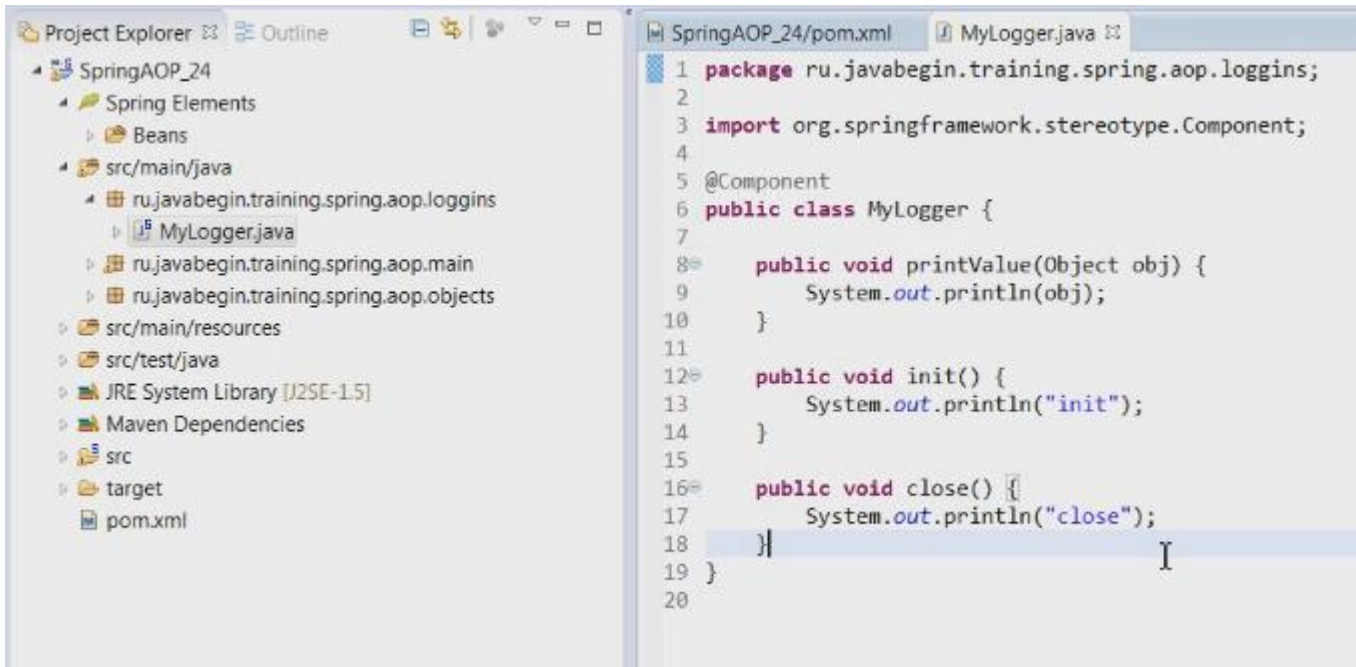 Project Explorer Outline
SpringAOP_24
Spring Elements
Beans
src/main/java
ru.javabegin.training.spring.aop.loggins
MyLogger.java
ru.javabegin.training.spring.aop.main
ru.javabegin.training.spring.aop.objects
src/main/resources
src/test/java
JRE System Library [J2SE-1.5]
Maven Dependencies
src
target
pom.xml
SpringAOP_24/pom.xml MyLogger.java
1 package ru.javabegin.training.spring.aop.loggins;
2
3 import org.springframework.stereotype.Component;
4
5 @Component
6 public class MyLogger {
7
8 public void printValue(Object obj) {
9 System.out.println(obj);
10 }
11
12 public void init() {
13 System.out.println("init");
14 }
15
16 public void close() {
17 System.out.println("close");
18 }
19 }
20